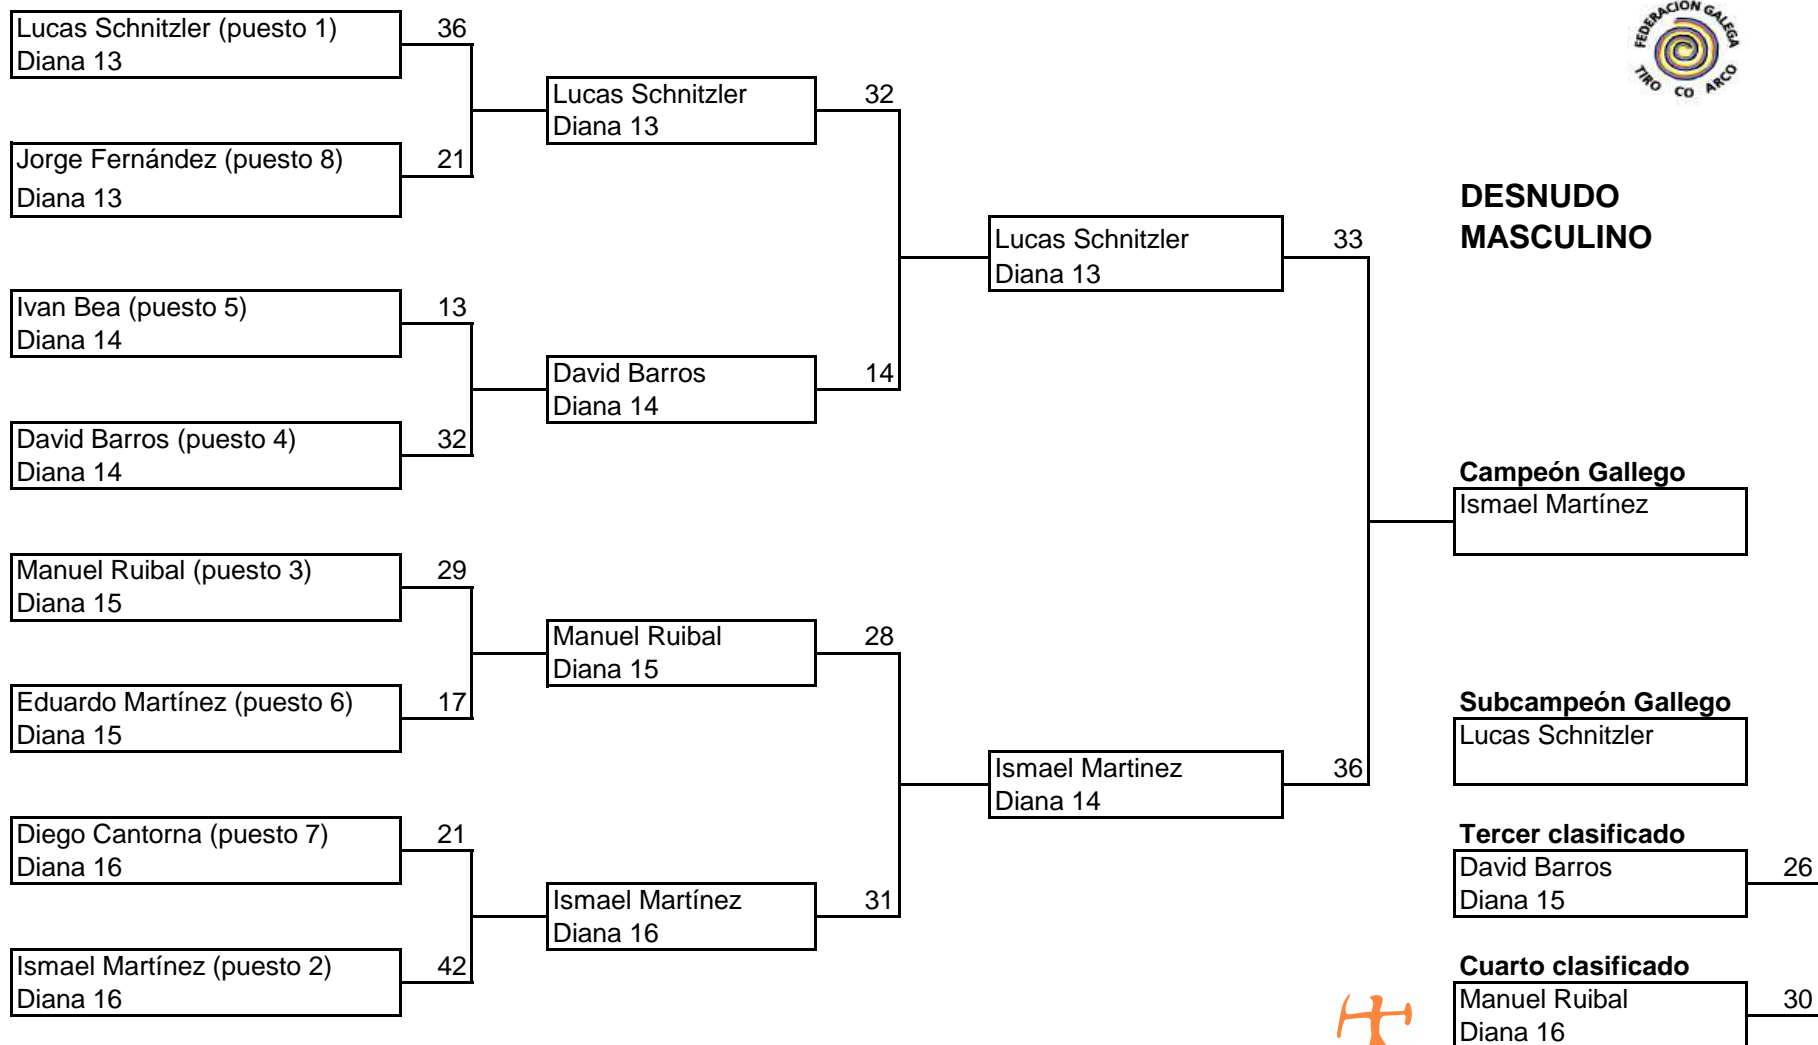 Lucas Schnitzler (puesto 1)
Diana 13
36
Jorge Fernández (puesto 8)
Diana 13
21
Ivan Bea (puesto 5)
Diana 14
13
David Barros (puesto 4)
Diana 14
32
Manuel Ruibal (puesto 3)
Diana 15
29
Eduardo Martínez (puesto 6)
Diana 15
17
Diego Cantorna (puesto 7)
Diana 16
21
Ismael Martínez (puesto 2)
Diana 16
42
Lucas Schnitzler
Diana 13
32
David Barros
Diana 14
14
Manuel Ruibal
Diana 15
28
Ismael Martínez
Diana 16
31
Lucas Schnitzler
Diana 13
33
Ismael Martinez
Diana 14
36
FEDERACION GALEGA
TIRO CO ARCO
DESNUDO
MASCULINO
Campeón Gallego
Ismael Martínez
Subcampeón Gallego
Lucas Schnitzler
Tercer clasificado
David Barros
Diana 15
26
Cuarto clasificado
Manuel Ruibal
Diana 16
30